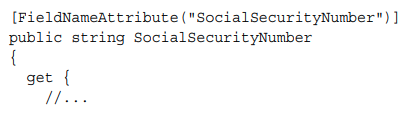 [FieldNameAttribute("SocialSecurityNumber")]
public string SocialSecurityNumber
{
  get {
    //...